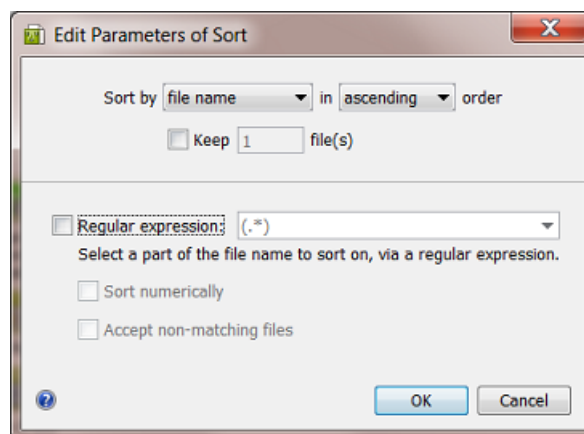 Edit Parameters of Sort
Sort by file name in ascending order
Keep 1 file(s)
Regular expression: (.*)
Select a part of the file name to sort on, via a regular expression.
Sort numerically
Accept non-matching files
OK Cancel